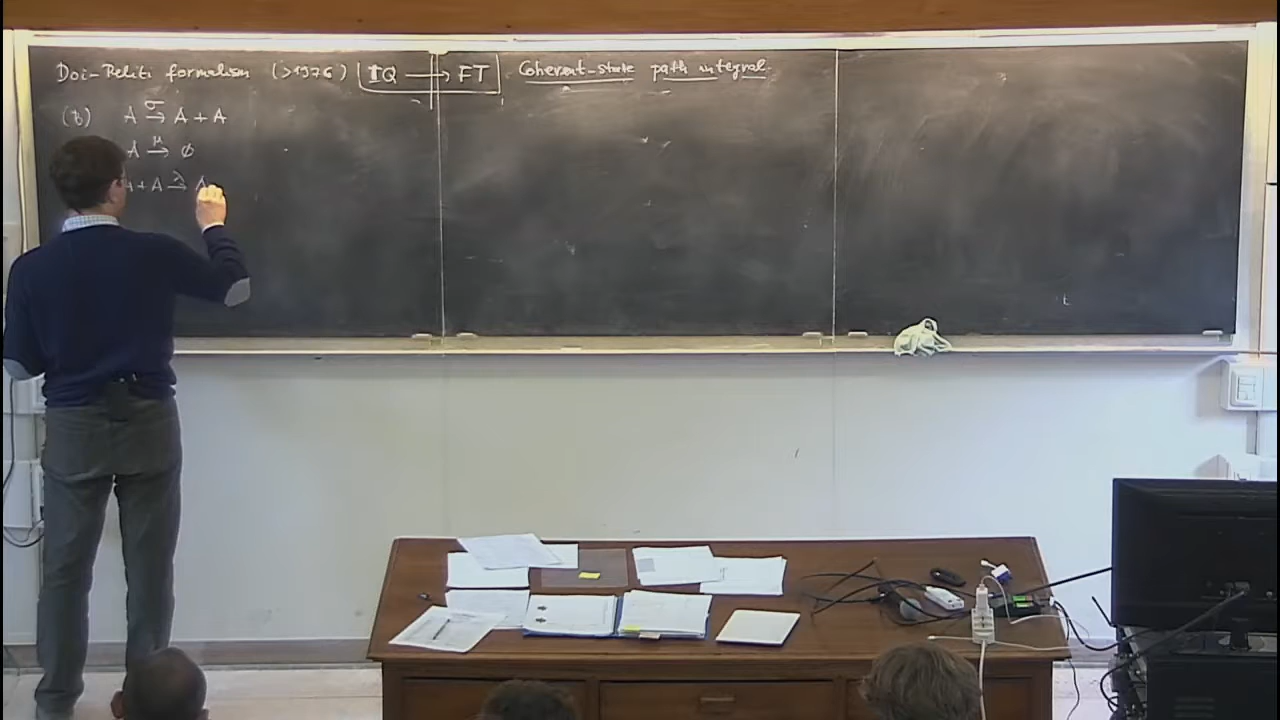 Doi-Peliti formalism (>1976) IQ → FT Coherent-state path integral
(b) A σ→ A + A
A μ→ ∅
A + A λ→ A